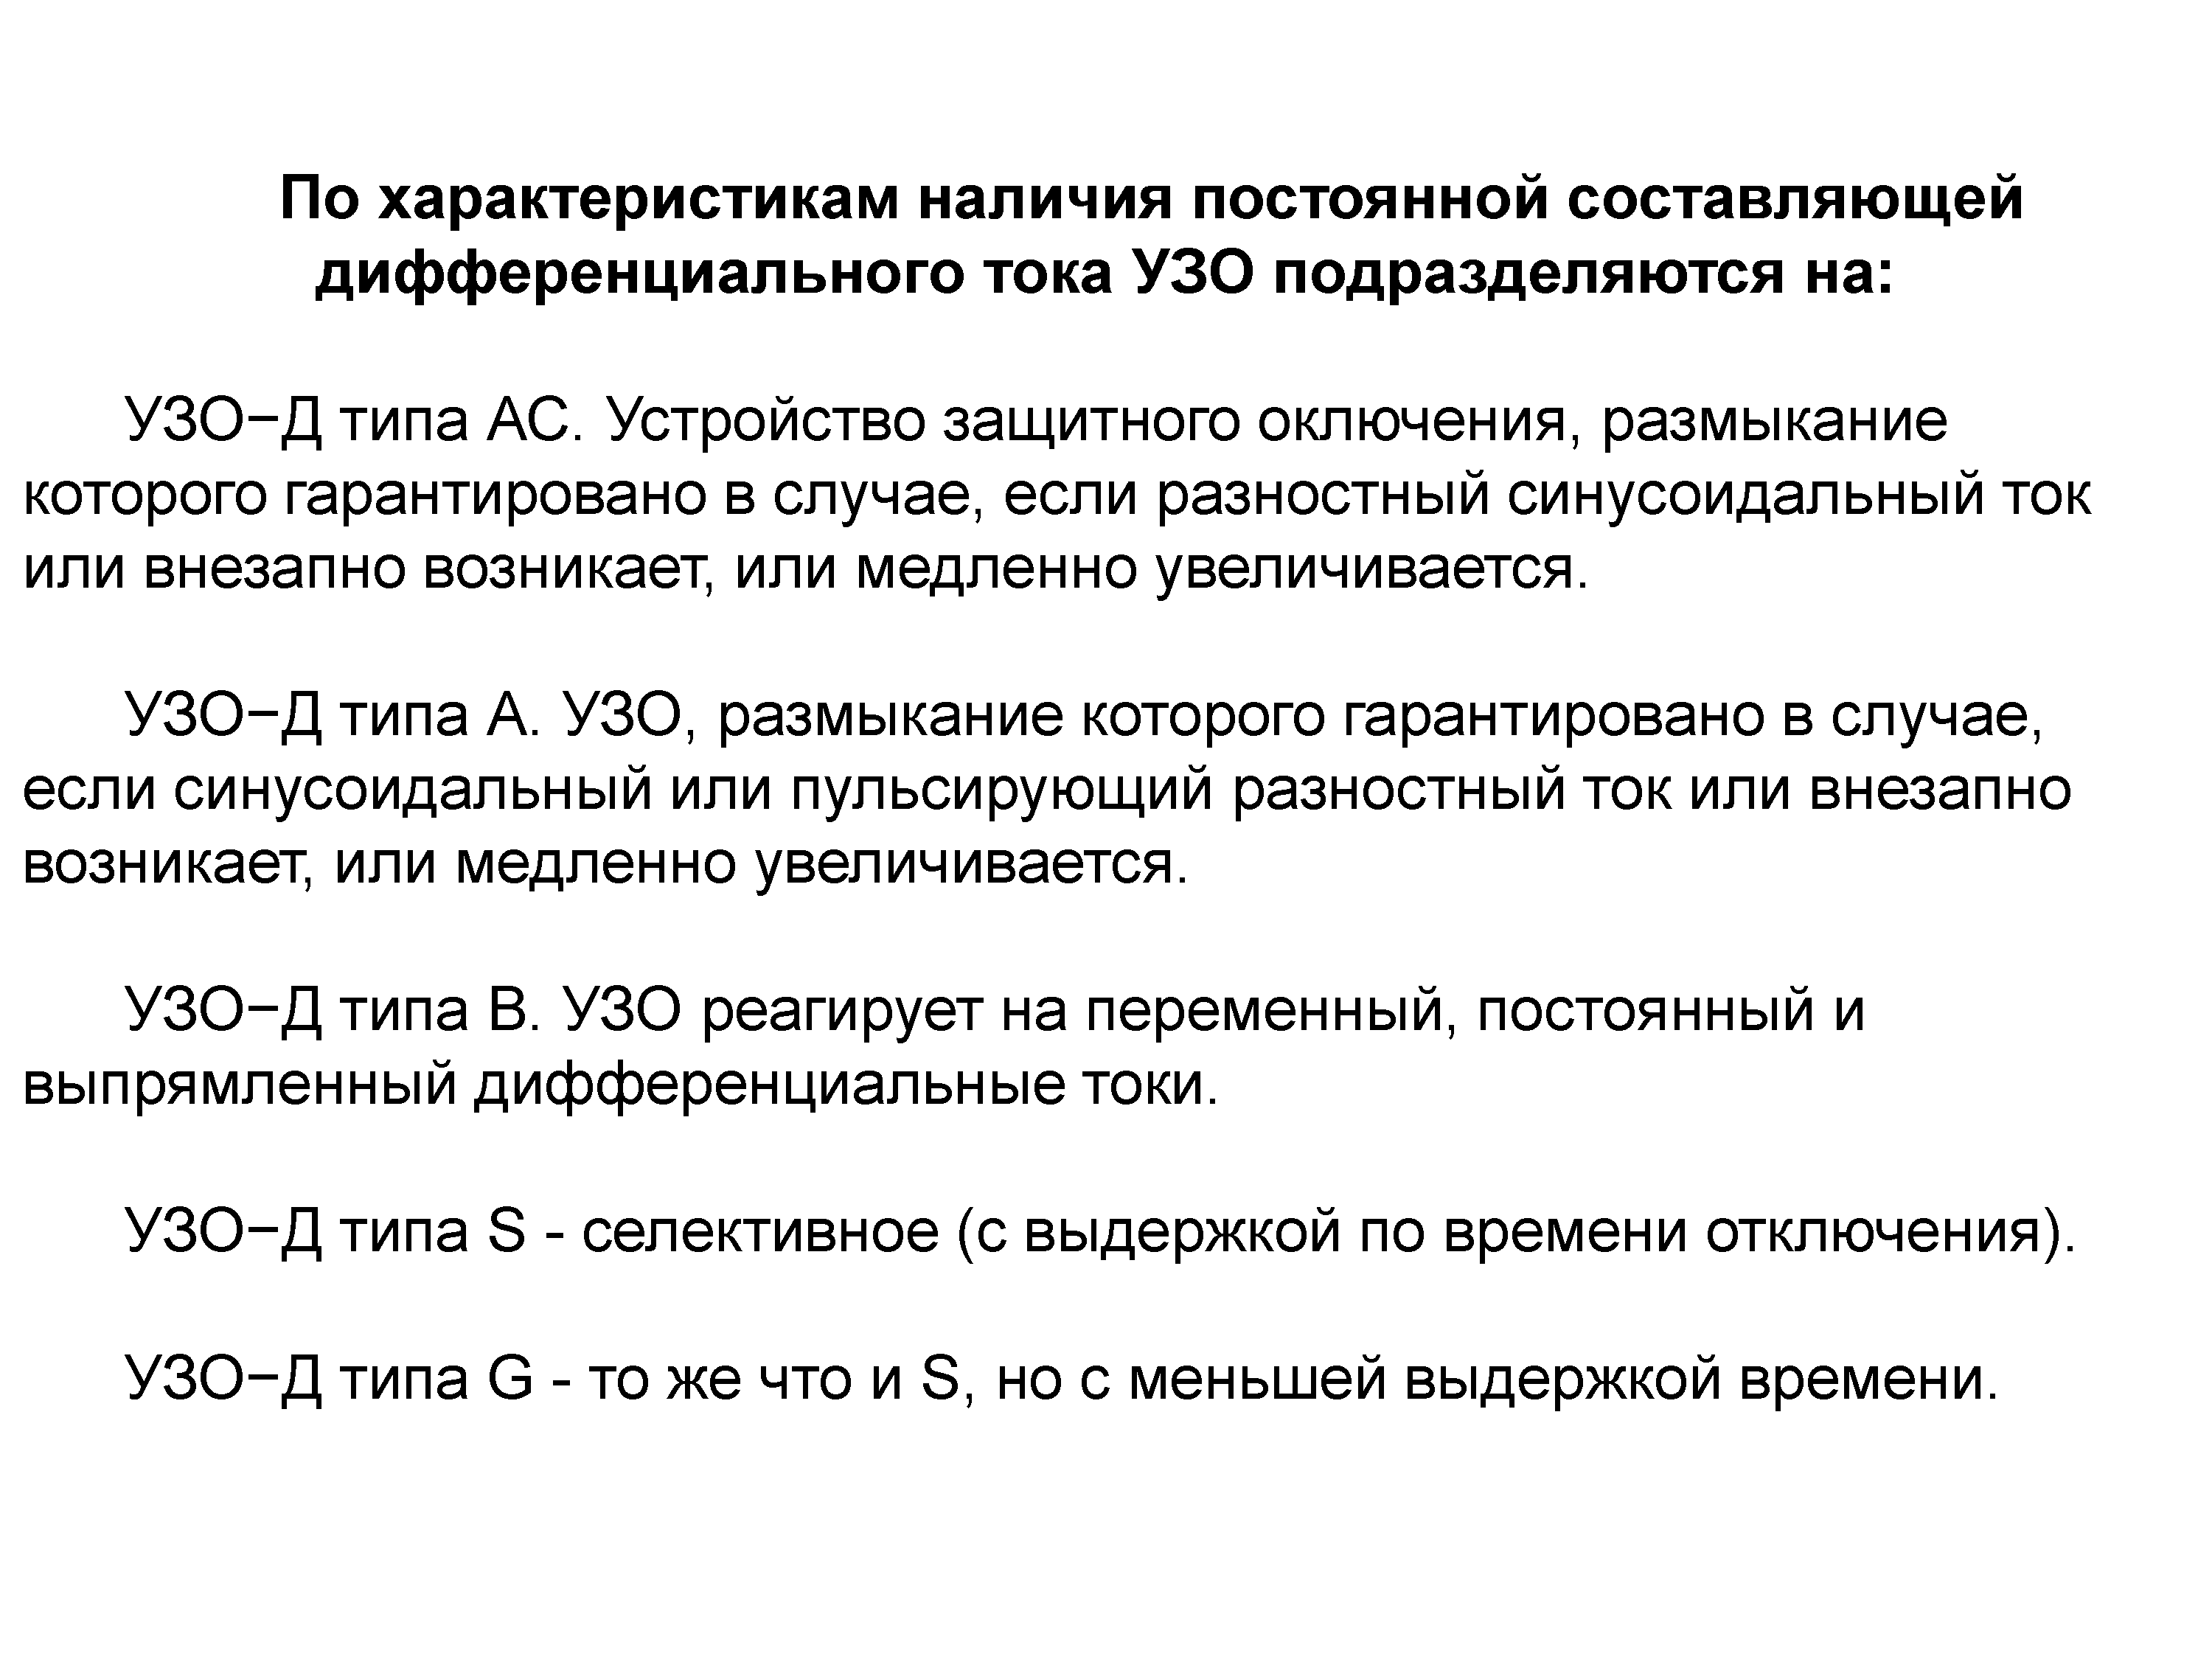 По характеристикам наличия постоянной составляющей
дифференциального тока УЗО подразделяются на:
УЗО−Д типа АС. Устройство защитного оключения, размыкание
которого гарантировано в случае, если разностный синусоидальный ток
или внезапно возникает, или медленно увеличивается.
УЗО−Д типа А. УЗО, размыкание которого гарантировано в случае,
если синусоидальный или пульсирующий разностный ток или внезапно
возникает, или медленно увеличивается.
УЗО−Д типа В. УЗО реагирует на переменный, постоянный и
выпрямленный дифференциальные токи.
УЗО−Д типа S - селективное (с выдержкой по времени отключения).
УЗО−Д типа G - то же что и S, но с меньшей выдержкой времени.